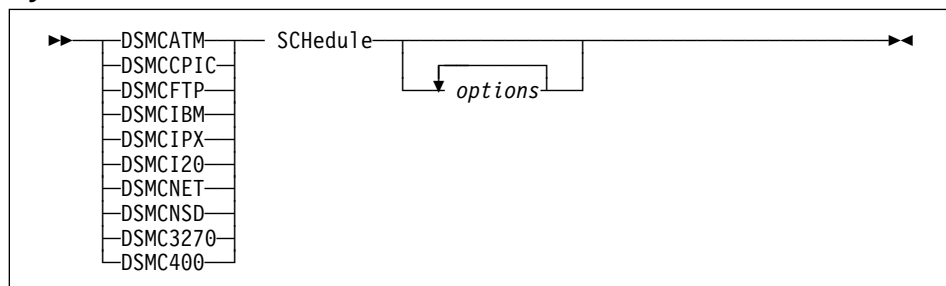 DSMCATM SCHedule
DSMCCPIC options
DSMCFTP
DSMCIBM
DSMCIPX
DSMCI20
DSMCNET
DSMCNSD
DSMC3270
DSMC400